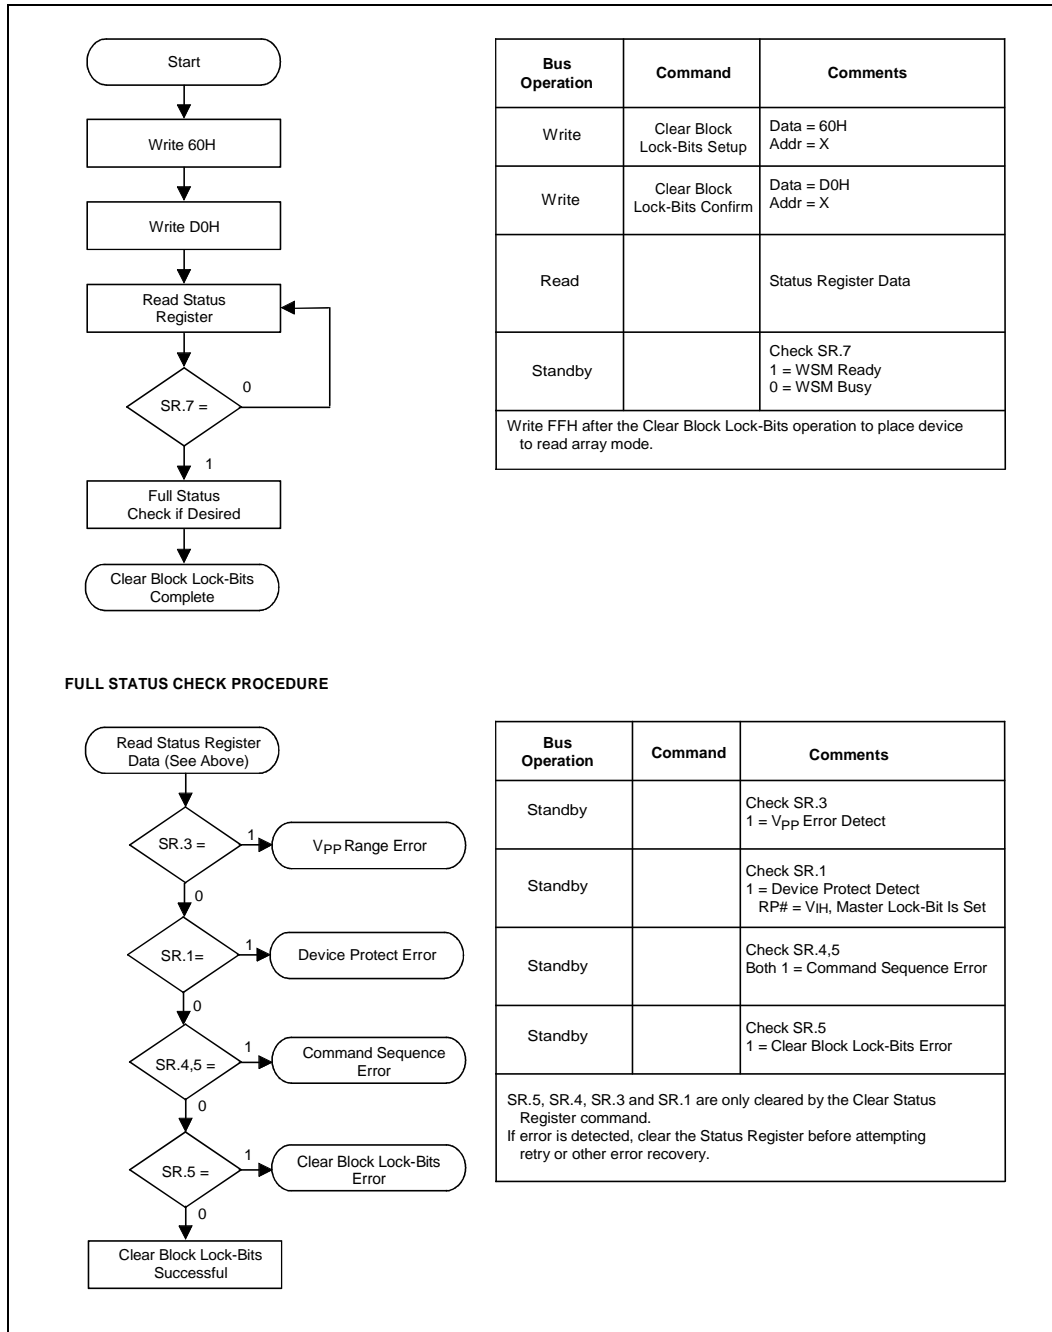 Start
Write 60H
Write D0H
Read Status
Register
SR.7 =
0
1
Full Status
Check if Desired
Clear Block Lock-Bits
Complete
Bus
Operation
Command
Comments
Write
Clear Block
Lock-Bits Setup
Data = 60H
Addr = X
Write
Clear Block
Lock-Bits Confirm
Data = D0H
Addr = X
Read
Status Register Data
Standby
Check SR.7
1 = WSM Ready
0 = WSM Busy
Write FFH after the Clear Block Lock-Bits operation to place device
to read array mode.
FULL STATUS CHECK PROCEDURE
Read Status Register
Data (See Above)
SR.3 =
1
VPP Range Error
0
SR.1=
1
Device Protect Error
0
SR.4,5 =
1
Command Sequence
Error
0
SR.5 =
1
Clear Block Lock-Bits
Error
0
Clear Block Lock-Bits
Successful
Bus
Operation
Command
Comments
Standby
Check SR.3
1 = VPP Error Detect
Standby
Check SR.1
1 = Device Protect Detect
RP# = VIH, Master Lock-Bit Is Set
Standby
Check SR.4,5
Both 1 = Command Sequence Error
Standby
Check SR.5
1 = Clear Block Lock-Bits Error
SR.5, SR.4, SR.3 and SR.1 are only cleared by the Clear Status
Register command.
If error is detected, clear the Status Register before attempting
retry or other error recovery.